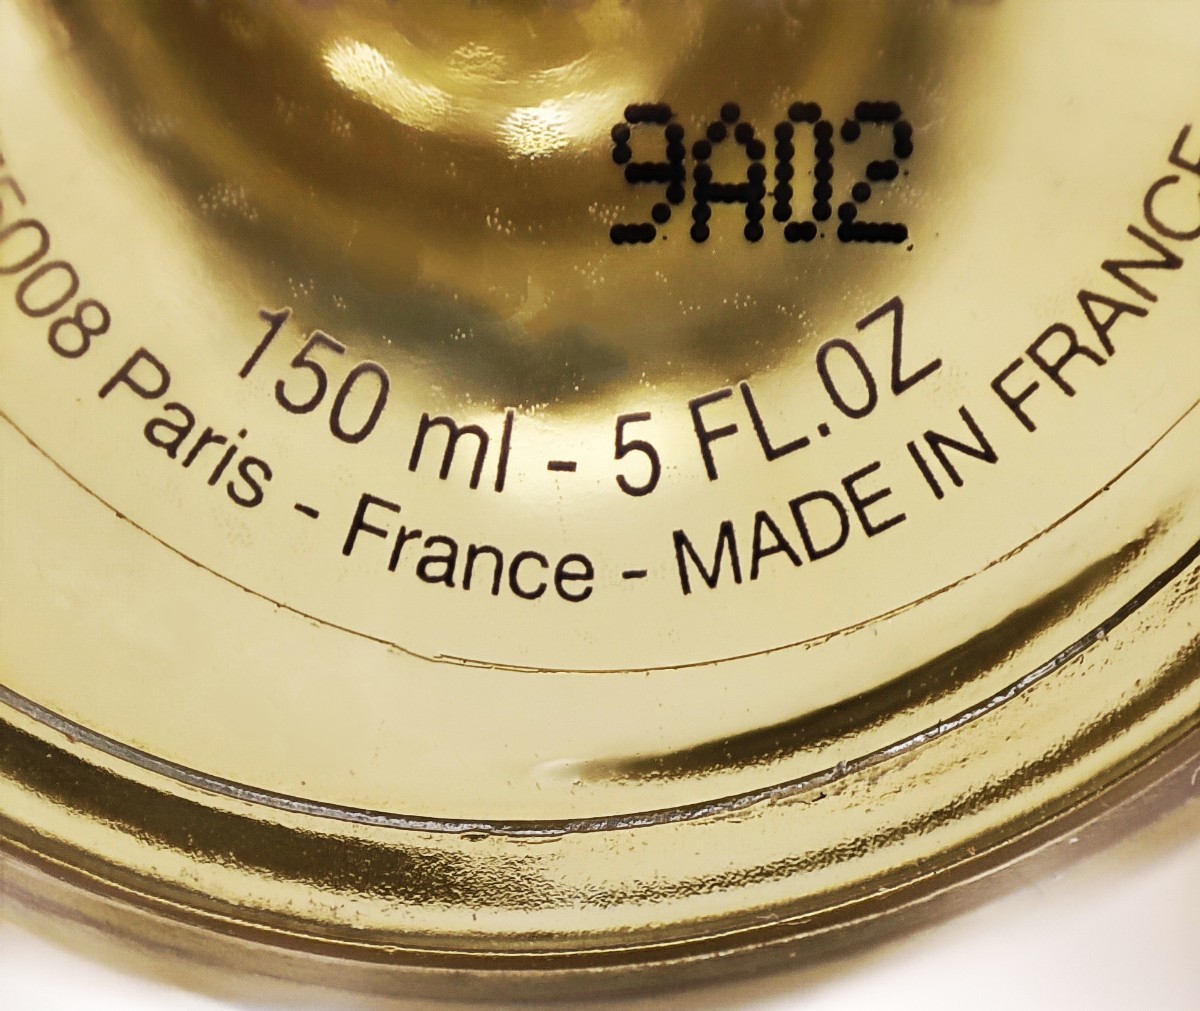 9A02
150 ml - 5 FL.OZ
5008 Paris - France - MADE IN FRANCE